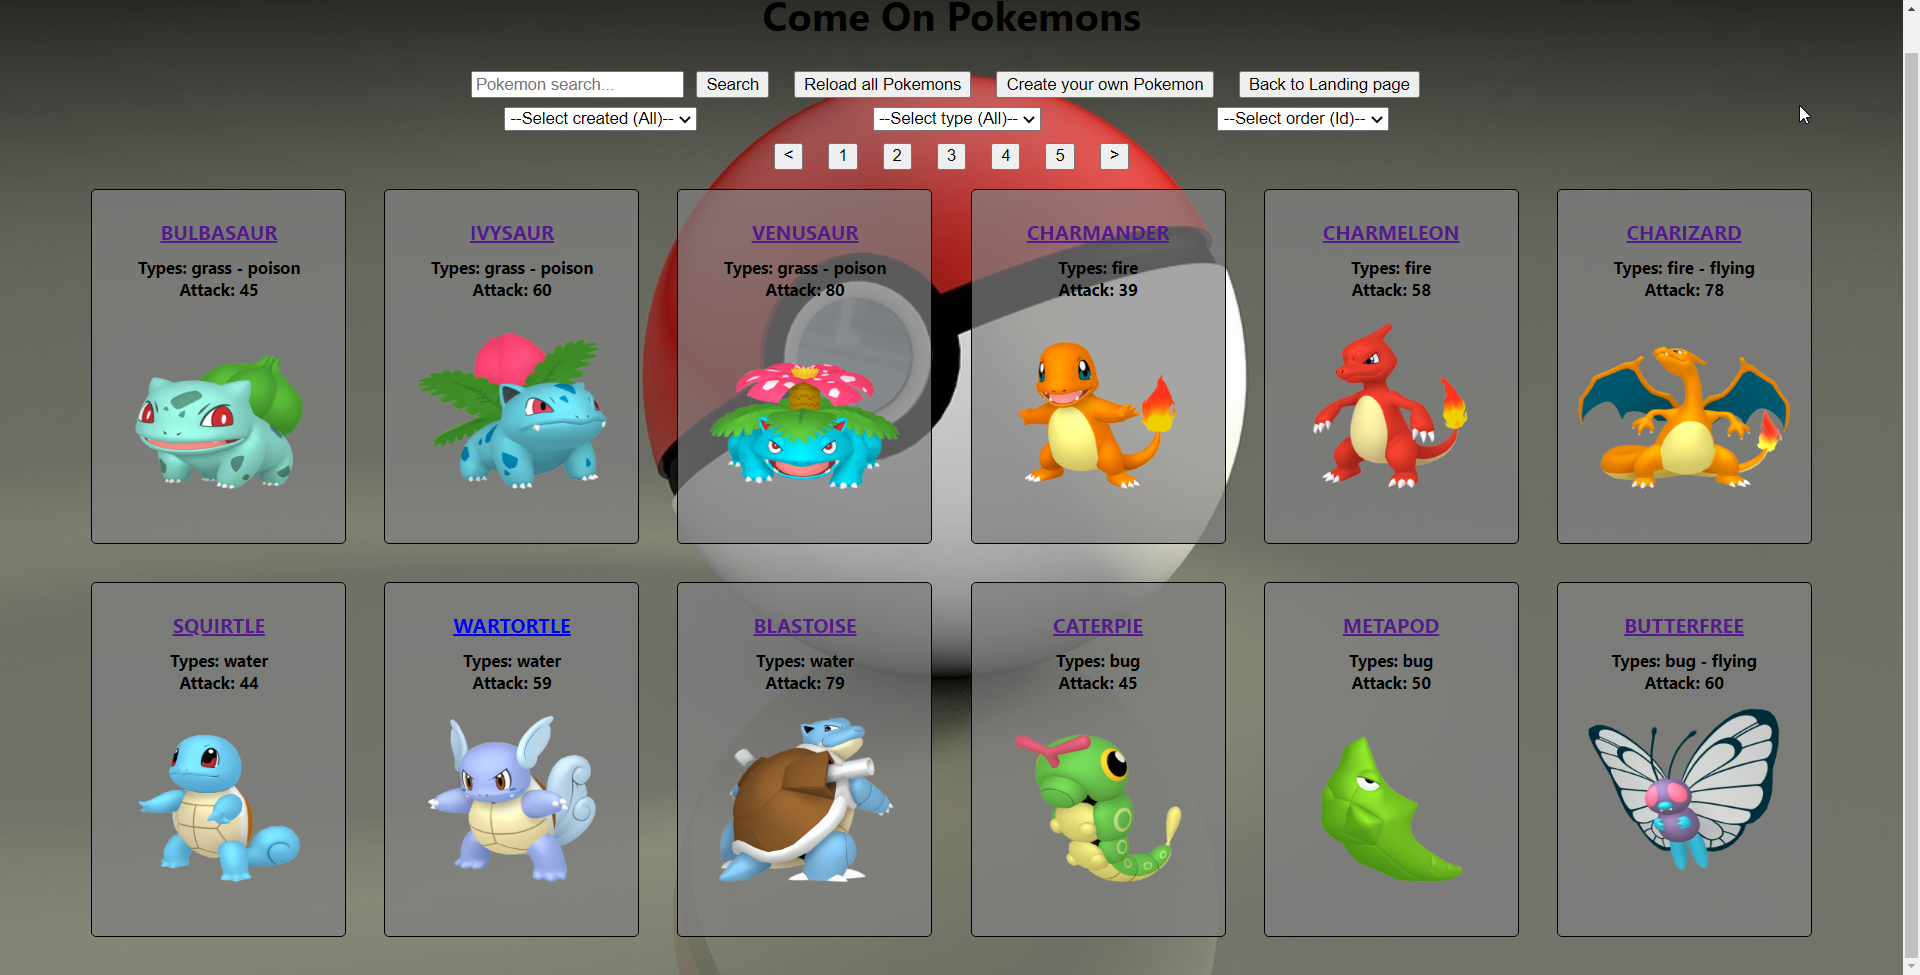 Come On Pokemons
Pokemon search... Search Reload all Pokemons Create your own Pokemon Back to Landing page
--Select created (All)-- --Select type (All)-- --Select order (Id)--
< 1 2 3 4 5 >
BULBASAUR
Types: grass - poison
Attack: 45
IVYSAUR
Types: grass - poison
Attack: 60
VENUSAUR
Types: grass - poison
Attack: 80
CHARMANDER
Types: fire
Attack: 39
CHARMELEON
Types: fire
Attack: 58
CHARIZARD
Types: fire - flying
Attack: 78
SQUIRTLE
Types: water
Attack: 44
WARTORTLE
Types: water
Attack: 59
BLASTOISE
Types: water
Attack: 79
CATERPIE
Types: bug
Attack: 45
METAPOD
Types: bug
Attack: 50
BUTTERFREE
Types: bug - flying
Attack: 60